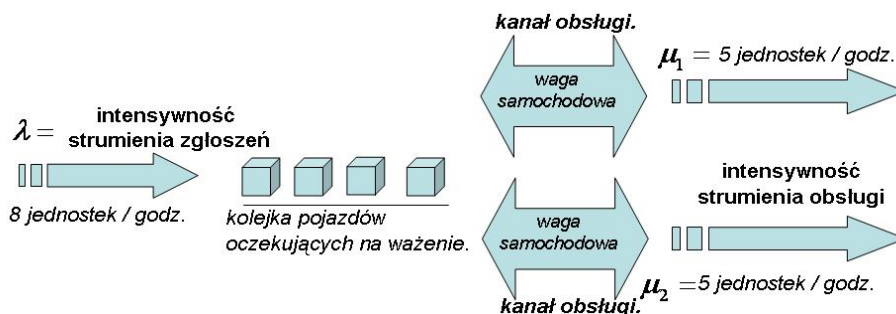 kanał obsługi.
waga
samochodowa
μ₁ = 5 jednostek / godz.
λ =
intensywność
strumienia zgłoszeń
8 jednostek / godz.
kolejka pojazdów
oczekujących na ważenie.
intensywność
strumienia obsługi
waga
samochodowa
kanał obsługi.
μ₂ =5 jednostek / godz.